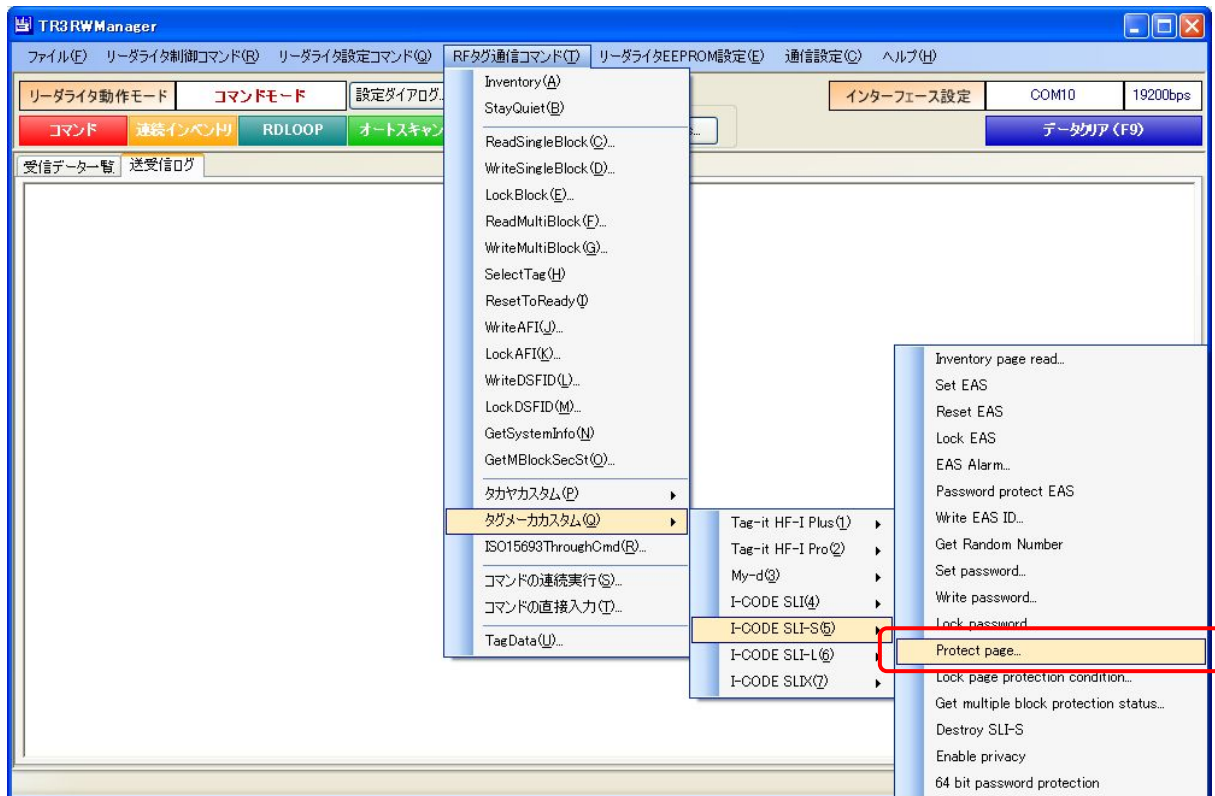 TR3RWManager
ファイル(F) リーダライタ制御コマンド(R) リーダライタ設定コマンド(Q) RFタグ通信コマンド(T) リーダライタEEPROM設定(E) 通信設定(C) ヘルプ(H)
リーダライタ動作モード コマンドモード 設定ダイアログ. インターフェース設定 COM10 19200bps
コマンド 連続インベントリ RDLOOP オートスキャン データクリア(F9)
受信データ一覧 送受信ログ
Inventory(A)
StayQuiet(B)
ReadSingleBlock(C)...
WriteSingleBlock(D)...
LockBlock(E)...
ReadMultiBlock(F)...
WriteMultiBlock(G)...
SelectTag(H)
ResetToReady(I)
WriteAFI(J)...
LockAFI(K)...
WriteDSFID(L)...
LockDSFID(M)...
GetSystemInfo(N)
GetMBlockSecSt(O)...
タカヤカスタム(P)
タグメーカカスタム(Q)
ISO15693ThroughCmd(R)...
コマンドの連続実行(S)...
コマンドの直接入力(T)...
TagData(U)...
Tag-it HF-I Plus(1)
Tag-it HF-I Pro(2)
My-d(3)
I-CODE SLI(4)
I-CODE SLI-S(5)
I-CODE SLI-L(6)
I-CODE SLIX(7)
Inventory page read...
Set EAS
Reset EAS
Lock EAS
EAS Alarm...
Password protect EAS
Write EAS ID...
Get Random Number
Set password...
Write password...
Lock password...
Protect page...
Lock page protection condition...
Get multiple block protection status...
Destroy SLI-S
Enable privacy
64 bit password protection